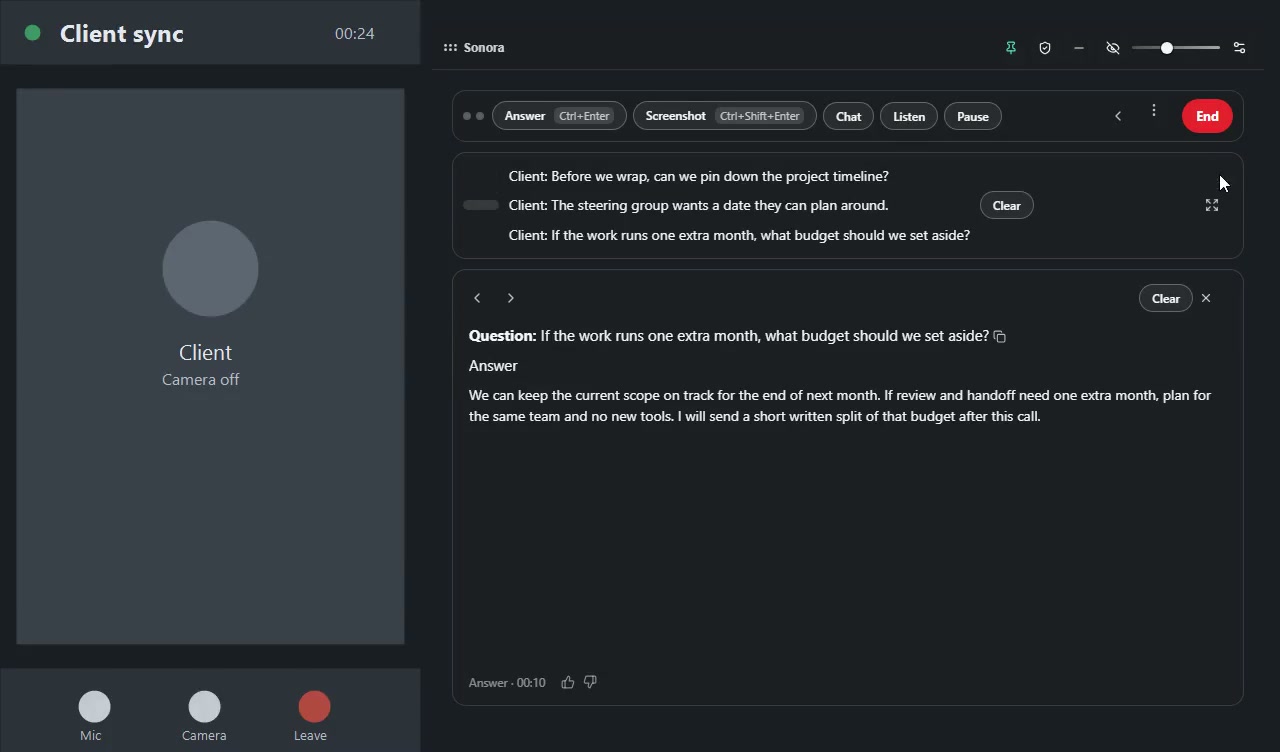 Client sync
00:24
Client
Camera off
Mic
Camera
Leave
Sonora
Answer Ctrl+Enter
Screenshot Ctrl+Shift+Enter
Chat
Listen
Pause
End
Client: Before we wrap, can we pin down the project timeline?
Client: The steering group wants a date they can plan around.
Clear
Client: If the work runs one extra month, what budget should we set aside?
Clear
Question: If the work runs one extra month, what budget should we set aside?
Answer
We can keep the current scope on track for the end of next month. If review and handoff need one extra month, plan for
the same team and no new tools. I will send a short written split of that budget after this call.
Answer · 00:10